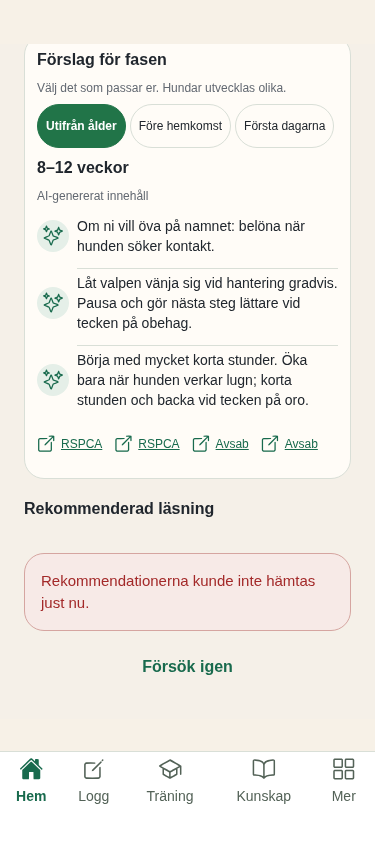 Förslag för fasen
Välj det som passar er. Hundar utvecklas olika.
Utifrån ålder Före hemkomst Första dagarna
8–12 veckor
AI-genererat innehåll
Om ni vill öva på namnet: belöna när
hunden söker kontakt.
Låt valpen vänja sig vid hantering gradvis.
Pausa och gör nästa steg lättare vid
tecken på obehag.
Börja med mycket korta stunder. Öka
bara när hunden verkar lugn; korta
stunden och backa vid tecken på oro.
RSPCA RSPCA Avsab Avsab
Rekommenderad läsning
Rekommendationerna kunde inte hämtas
just nu.
Försök igen
Hem Logg Träning Kunskap Mer